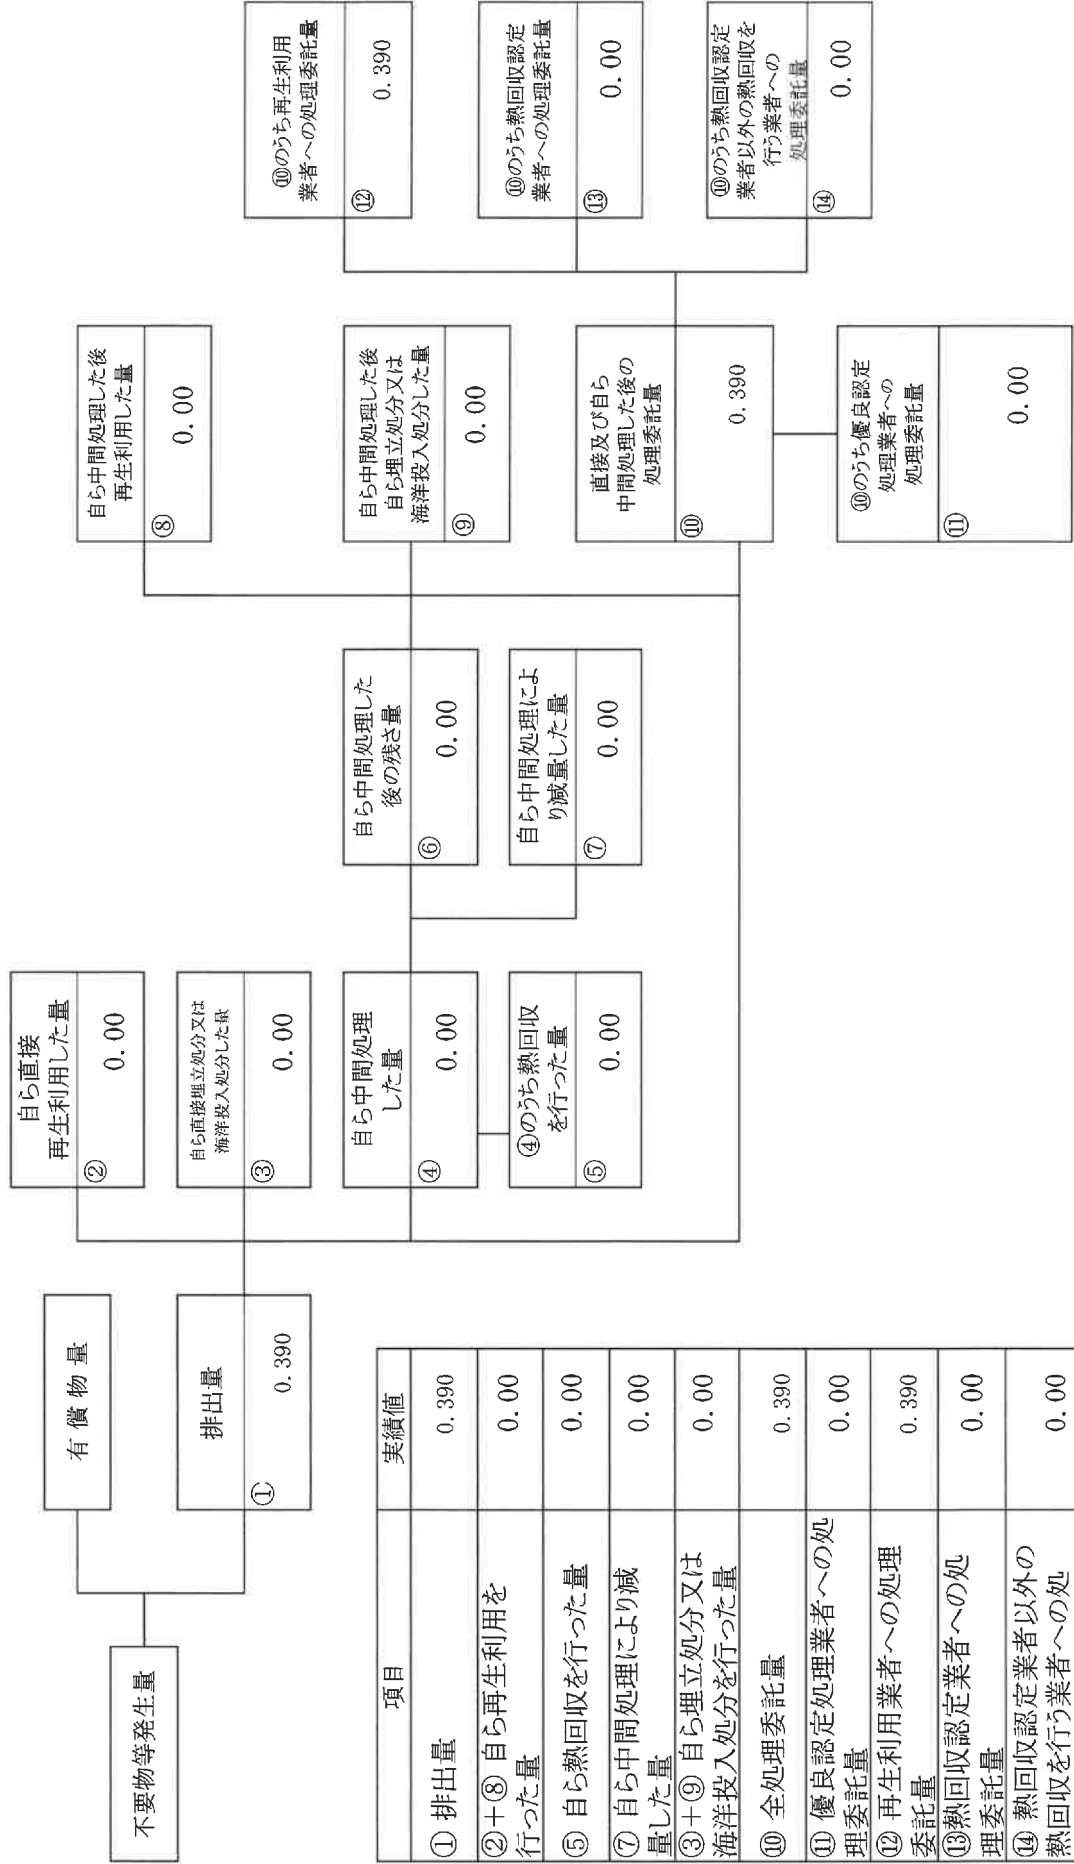 不要物等発生量
有償物量
排出量
①
0.390
自ら直接
再生利用した量
②
0.00
自ら直接埋立処分又は
海洋投入処分した量
③
0.00
自ら中間処理
した量
④
0.00
④のうち熱回収
を行った量
⑤
0.00
自ら中間処理した
後の残さ量
⑥
0.00
自ら中間処理によ
り減量した量
⑦
0.00
自ら中間処理した後
再生利用した量
⑧
0.00
自ら中間処理した後
自ら埋立処分又は
海洋投入処分した量
⑨
0.00
直接及び自ら
中間処理した後の
処理委託量
⑩
0.390
⑩のうち優良認定
処理業者への
処理委託量
⑪
0.00
⑩のうち再生利用
業者への処理委託量
⑫
0.390
⑩のうち熱回収認定
業者への処理委託量
⑬
0.00
⑩のうち熱回収認定
業者以外の熱回収を
行う業者への
処理委託量
⑭
0.00
項目 実績値
①排出量 0.390
②+⑧ 自ら再生利用を
行った量 0.00
⑤ 自ら熱回収を行った量 0.00
⑦ 自ら中間処理により減
量した量 0.00
③+⑨ 自ら埋立処分又は
海洋投入処分を行った量 0.00
⑩ 全処理委託量 0.390
⑪ 優良認定処理業者への処
理委託量 0.00
⑫ 再生利用業者への処理
委託量 0.390
⑬熱回収認定業者への処
理委託量 0.00
⑭ 熱回収認定業者以外の
熱回収を行う業者への処 0.00